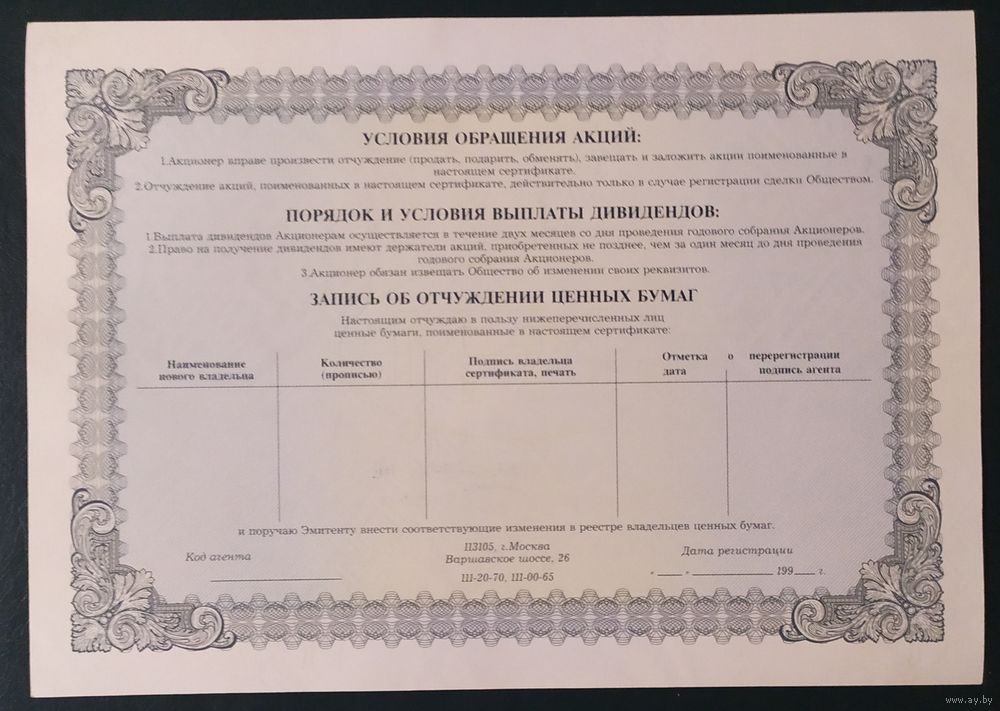 УСЛОВИЯ ОБРАЩЕНИЯ АКЦИЙ:
1.Акционер вправе произвести отчуждение (продать, подарить, обменять), завещать и заложить акции поименованные в
настоящем сертификате.
2.Отчуждение акций, поименованных в настоящем сертификате, действительно только в случае регистрации сделки Обществом.
ПОРЯДОК И УСЛОВИЯ ВЫПЛАТЫ ДИВИДЕНДОВ:
1.Выплата дивидендов Акционерам осуществляется в течение двух месяцев со дня проведения годового собрания Акционеров.
2.Право на получение дивидендов имеют держатели акций, приобретенных не позднее, чем за один месяц до дня проведения
годового собрания Акционеров.
3.Акционер обязан извещать Общество об изменении своих реквизитов.
ЗАПИСЬ ОБ ОТЧУЖДЕНИИ ЦЕННЫХ БУМАГ
Настоящим отчуждаю в пользу нижеперечисленных лиц
ценные бумаги, поименованные в настоящем сертификате:
Наименование
нового владельца
Количество
(прописью)
Подпись владельца
сертификата, печать
Отметка о перерегистрации
дата подпись агента
и поручаю Эмитенту внести соответствующие изменения в реестре владельцев ценных бумаг.
Код агента
113105, г.Москва
Варшавское шоссе, 26
111-20-70, 111-00-65
Дата регистрации
"___" ___________ 199___ г.
www.ay.by